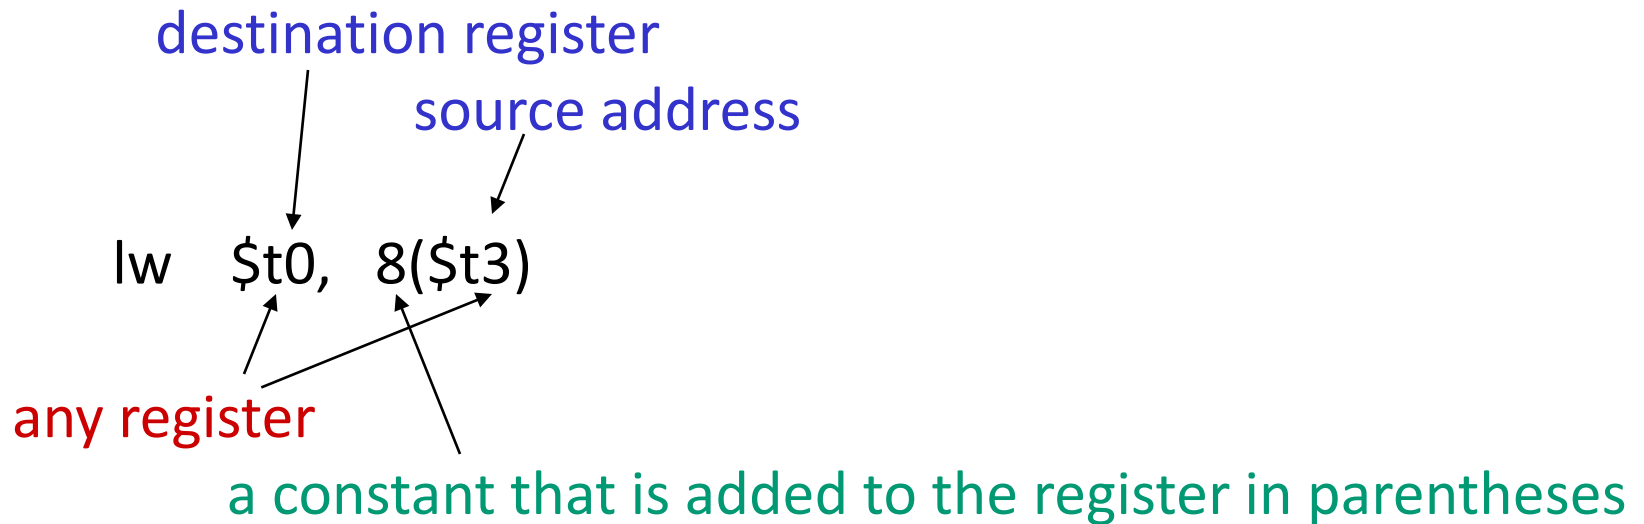 destination register
source address
lw $t0, 8($t3)
any register
a constant that is added to the register in parentheses